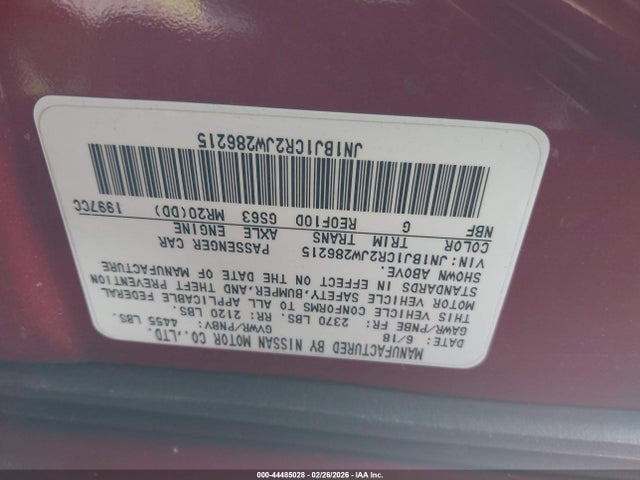 MANUFACTURED BY NISSAN MOTOR CO.,LTD.
DATE: 6/18 GVWR/PNBV: 4455 LBS.
GAWR/PNBE FR: 2370 LBS. RR: 2120 LBS.
THIS VEHICLE CONFORMS TO ALL APPLICABLE FEDERAL
MOTOR VEHICLE SAFETY,BUMPER,AND THEFT PREVENTION
STANDARDS IN EFFECT ON THE DATE OF MANUFACTURE
SHOWN ABOVE.
VIN: JN1BJ1CR2JW286215 PASSENGER CAR
COLOR TRIM TRANS AXLE ENGINE
NBF G RE0F10D GS63 MR20(DD) 1997CC
JN1BJ1CR2JW286215
000-44485028 | 02/26/2026 | IAA Inc.